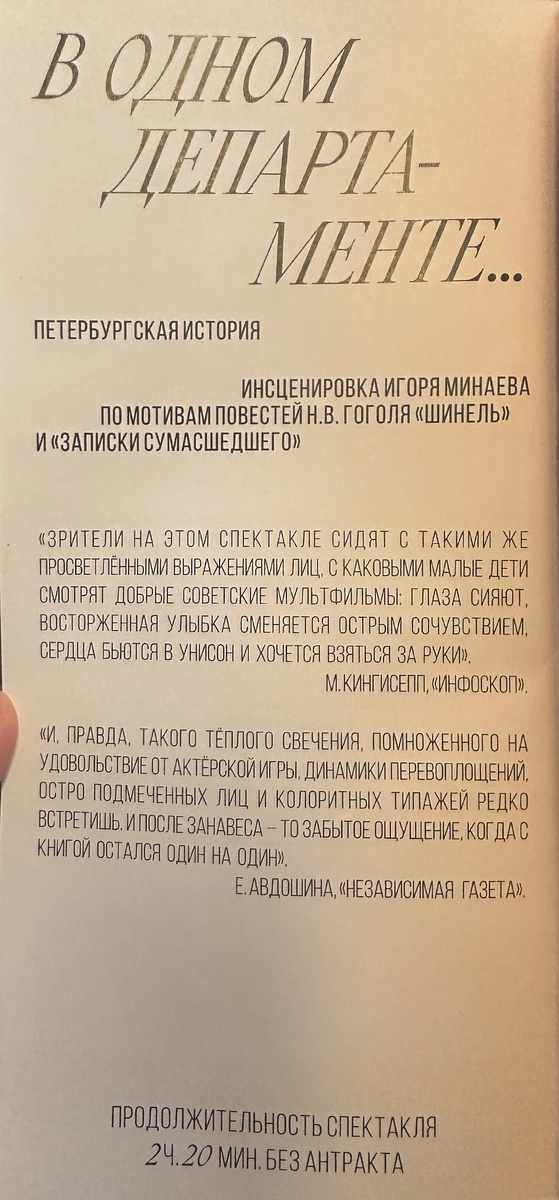 В ОДНОМ
ДЕПАРТА-
МЕНТЕ...
ПЕТЕРБУРГСКАЯ ИСТОРИЯ
ИНСЦЕНИРОВКА ИГОРЯ МИНАЕВА
ПО МОТИВАМ ПОВЕСТЕЙ Н.В. ГОГОЛЯ «ШИНЕЛЬ»
И «ЗАПИСКИ СУМАСШЕДШЕГО»
«ЗРИТЕЛИ НА ЭТОМ СПЕКТАКЛЕ СИДЯТ С ТАКИМИ ЖЕ
ПРОСВЕТЛЁННЫМИ ВЫРАЖЕНИЯМИ ЛИЦ, С КАКОВЫМИ МАЛЫЕ ДЕТИ
СМОТРЯТ ДОБРЫЕ СОВЕТСКИЕ МУЛЬТФИЛЬМЫ: ГЛАЗА СИЯЮТ,
ВОСТОРЖЕННАЯ УЛЫБКА СМЕНЯЕТСЯ ОСТРЫМ СОЧУВСТВИЕМ,
СЕРДЦА БЬЮТСЯ В УНИСОН И ХОЧЕТСЯ ВЗЯТЬСЯ ЗА РУКИ».
М.КИНГИСЕПП, «ИНФОСКОП».
«И, ПРАВДА, ТАКОГО ТЁПЛОГО СВЕЧЕНИЯ, ПОМНОЖЕННОГО НА
УДОВОЛЬСТВИЕ ОТ АКТЁРСКОЙ ИГРЫ, ДИНАМИКИ ПЕРЕВОПЛОЩЕНИЙ,
ОСТРО ПОДМЕЧЕННЫХ ЛИЦ И КОЛОРИТНЫХ ТИПАЖЕЙ РЕДКО
ВСТРЕТИШЬ. И ПОСЛЕ ЗАНАВЕСА – ТО ЗАБЫТОЕ ОЩУЩЕНИЕ, КОГДА С
КНИГОЙ ОСТАЛСЯ ОДИН НА ОДИН».
Е. АВДОШИНА, «НЕЗАВИСИМАЯ ГАЗЕТА».
ПРОДОЛЖИТЕЛЬНОСТЬ СПЕКТАКЛЯ
2Ч.20 МИН. БЕЗ АНТРАКТА